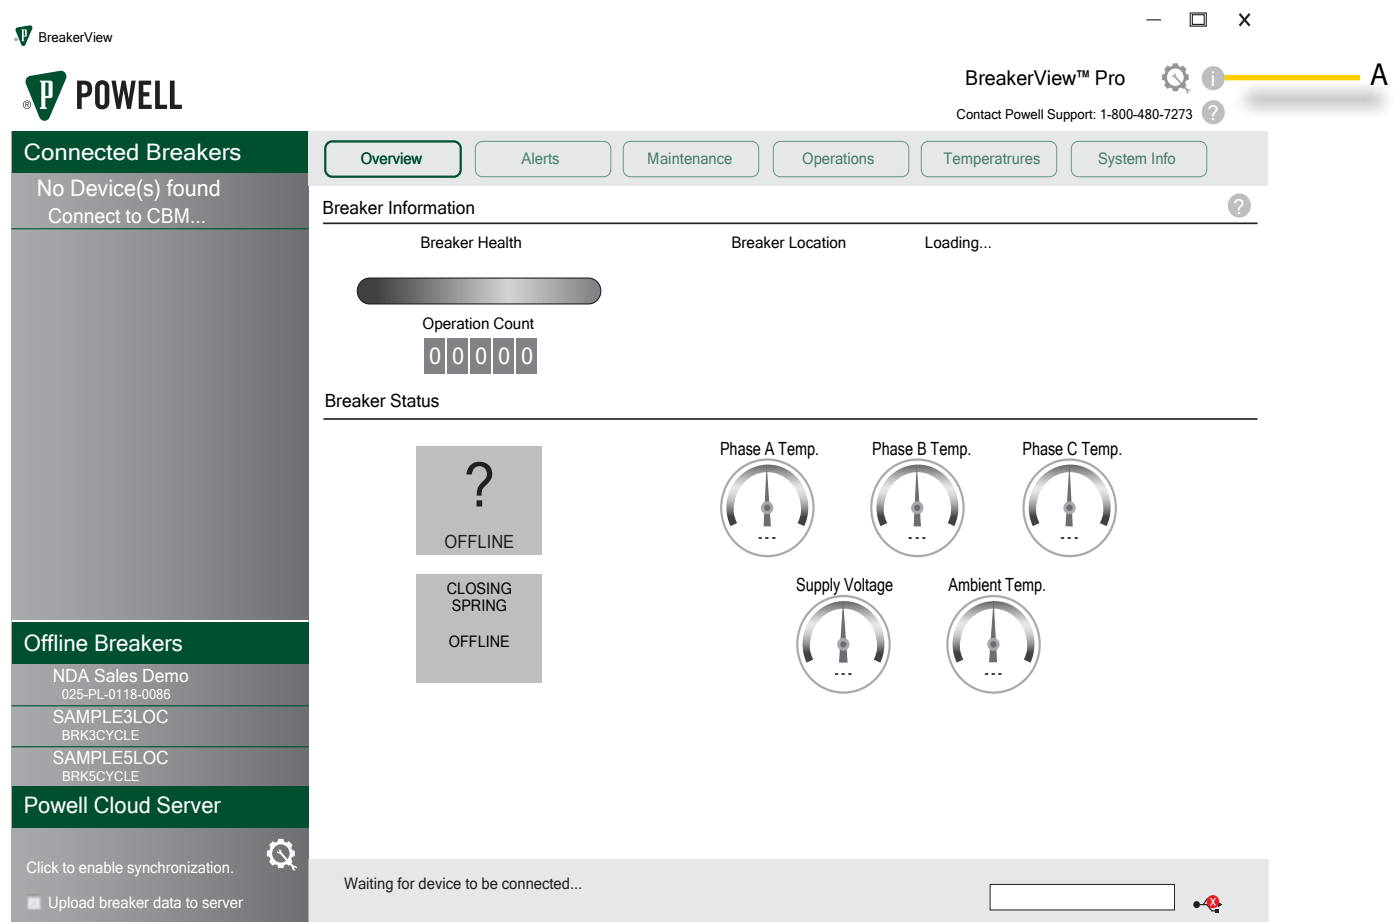 BreakerView
POWELL
BreakerView™ Pro
A
Contact Powell Support: 1-800-480-7273
Connected Breakers
No Device(s) found
Connect to CBM...
Overview
Alerts
Maintenance
Operations
Temperatrures
System Info
Breaker Information
Breaker Health
Breaker Location
Loading...
Operation Count
0 0 0 0 0
Breaker Status
?
OFFLINE
CLOSING
SPRING
OFFLINE
Phase A Temp.
Phase B Temp.
Phase C Temp.
---
---
---
Supply Voltage
Ambient Temp.
---
---
Offline Breakers
NDA Sales Demo
025-PL-0118-0086
SAMPLE3LOC
BRK3CYCLE
SAMPLE5LOC
BRK5CYCLE
Powell Cloud Server
Click to enable synchronization.
Upload breaker data to server
Waiting for device to be connected...